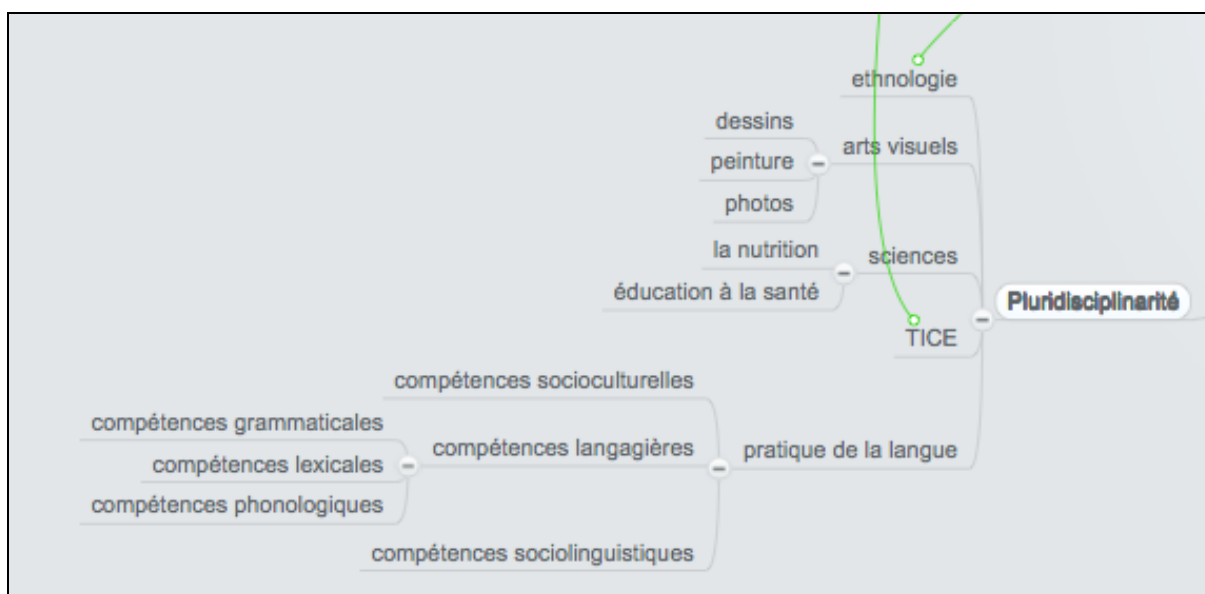 ethnologie
dessins
arts visuels
peinture
photos
la nutrition
sciences
éducation à la santé
Pluridisciplinarité
TICE
compétences socioculturelles
compétences grammaticales
compétences langagières
pratique de la langue
compétences lexicales
compétences phonologiques
compétences sociolinguistiques